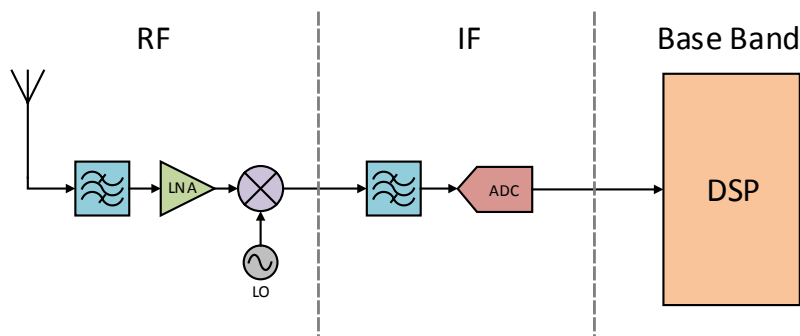 RF
IF
Base Band
LNA
ADC
DSP
LO